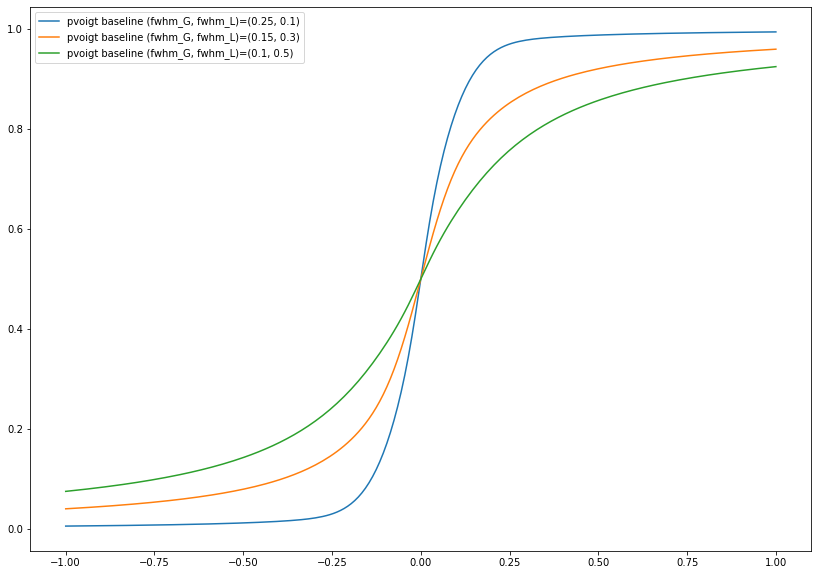 pvoigt baseline (fwhm_G, fwhm_L)=(0.25, 0.1)
pvoigt baseline (fwhm_G, fwhm_L)=(0.15, 0.3)
pvoigt baseline (fwhm_G, fwhm_L)=(0.1, 0.5)
1.0
0.8
0.6
0.4
0.2
0.0
−1.00 −0.75 −0.50 −0.25 0.00 0.25 0.50 0.75 1.00